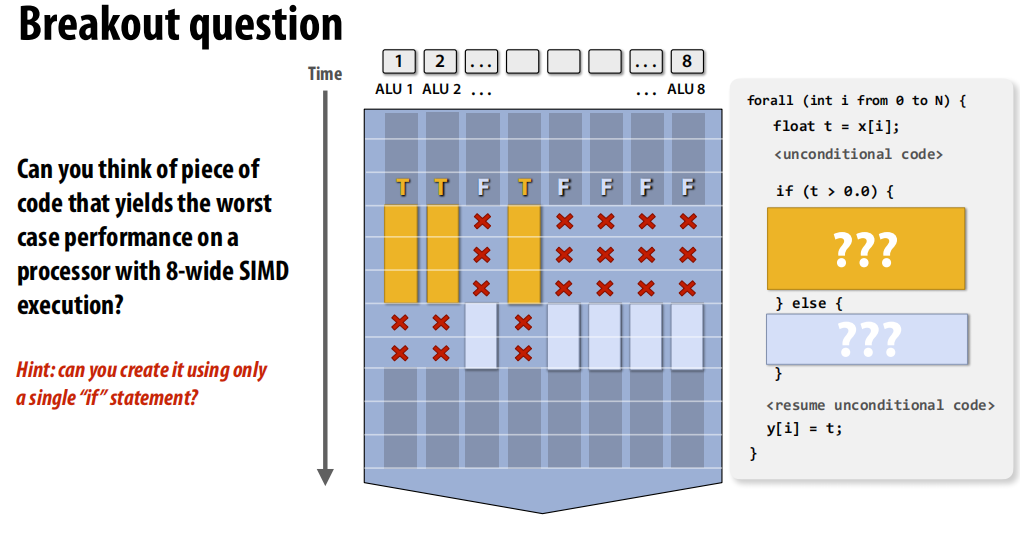 Breakout question
Time
1 2 ... ... 8
ALU 1 ALU 2 ... ... ALU 8
Can you think of piece of
code that yields the worst
case performance on a
processor with 8-wide SIMD
execution?
Hint: can you create it using only
a single “if” statement?
T T F T F F F F
forall (int i from 0 to N) {
float t = x[i];
<unconditional code>
if (t > 0.0) {
???
} else {
???
}
<resume unconditional code>
y[i] = t;
}